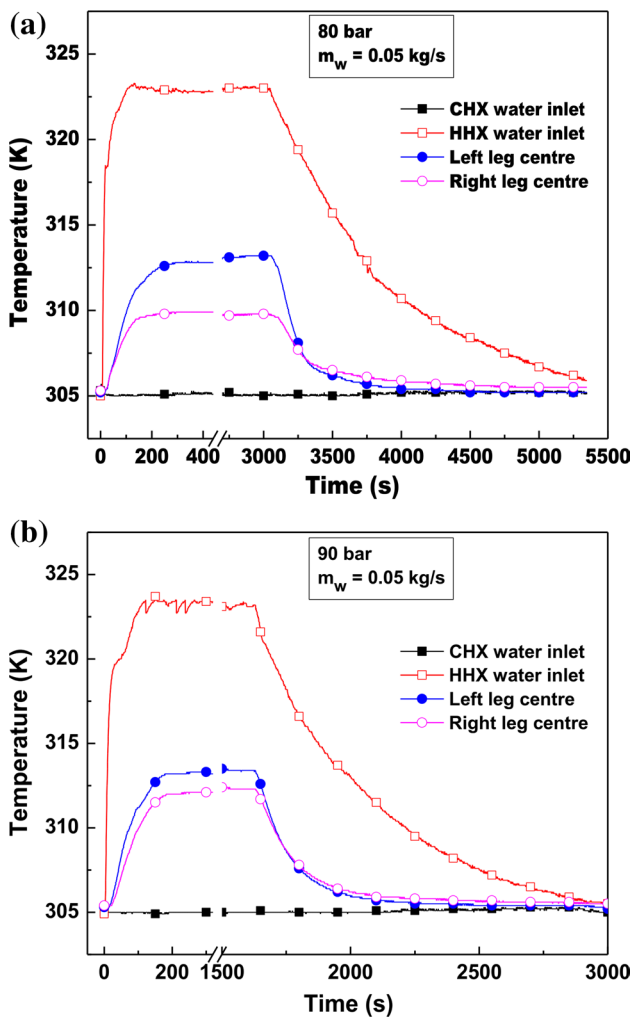 (a)
80 bar
m_w = 0.05 kg/s
CHX water inlet
HHX water inlet
Left leg centre
Right leg centre
Temperature (K)
325
320
315
310
305
0 200 400 3000 3500 4000 4500 5000 5500
Time (s)
(b)
90 bar
m_w = 0.05 kg/s
CHX water inlet
HHX water inlet
Left leg centre
Right leg centre
Temperature (K)
325
320
315
310
305
0 200 1500 2000 2500 3000
Time (s)